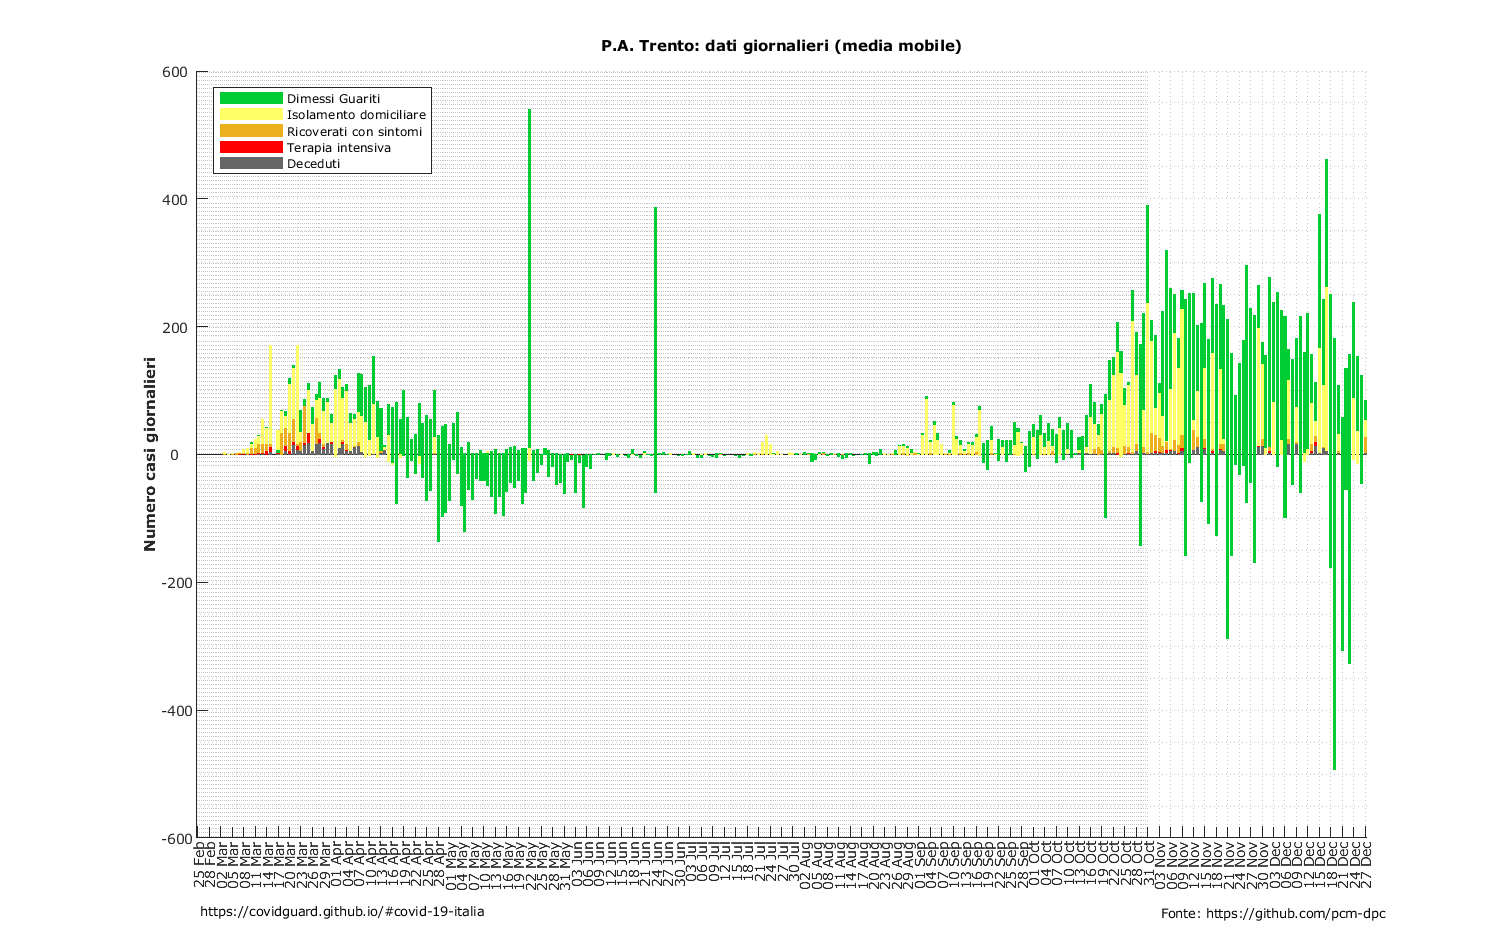 P.A. Trento: dati giornalieri (media mobile)
600
400
200
0
-200
-400
-600
Numero casi giornalieri
Dimessi Guariti
Isolamento domiciliare
Ricoverati con sintomi
Terapia intensiva
Deceduti
25 Feb
28 Feb
02 Mar
05 Mar
08 Mar
11 Mar
14 Mar
17 Mar
20 Mar
23 Mar
26 Mar
29 Mar
01 Apr
04 Apr
07 Apr
10 Apr
13 Apr
16 Apr
19 Apr
22 Apr
25 Apr
28 Apr
01 May
04 May
07 May
10 May
13 May
16 May
19 May
22 May
25 May
28 May
31 May
03 Jun
06 Jun
09 Jun
12 Jun
15 Jun
18 Jun
21 Jun
24 Jun
27 Jun
30 Jun
03 Jul
06 Jul
09 Jul
12 Jul
15 Jul
18 Jul
21 Jul
24 Jul
27 Jul
30 Jul
02 Aug
05 Aug
08 Aug
11 Aug
14 Aug
17 Aug
20 Aug
23 Aug
26 Aug
29 Aug
01 Sep
04 Sep
07 Sep
10 Sep
13 Sep
16 Sep
19 Sep
22 Sep
25 Sep
28 Sep
01 Oct
04 Oct
07 Oct
10 Oct
13 Oct
16 Oct
19 Oct
22 Oct
25 Oct
28 Oct
31 Oct
03 Nov
06 Nov
09 Nov
12 Nov
15 Nov
18 Nov
21 Nov
24 Nov
27 Nov
30 Nov
03 Dec
06 Dec
09 Dec
12 Dec
15 Dec
18 Dec
21 Dec
24 Dec
27 Dec
https://covidguard.github.io/#covid-19-italia
Fonte: https://github.com/pcm-dpc